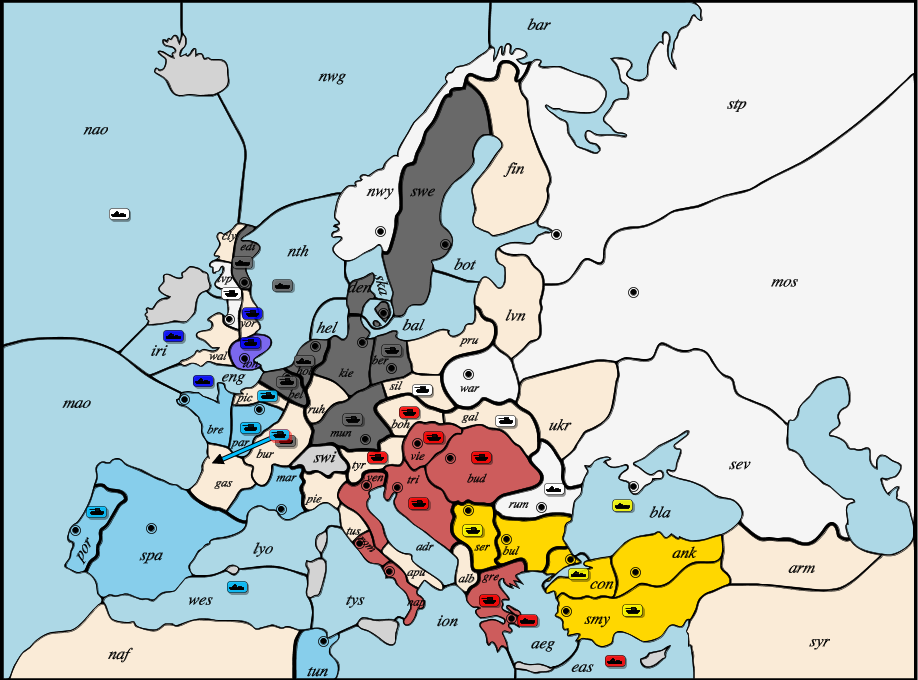 bar
nwg
stp
nao
fin
nwy
swe
cly
edi
nth
bot
lvp
den
ska
mos
lvn
yor
hel
bal
iri
wal
lon
hol
pru
kie
ber
eng
bel
sil
war
mao
pic
ruh
boh
gal
ukr
bre
par
mun
bur
vie
swi
tyr
sev
gas
mar
ven
tri
bud
rum
pie
bla
por
spa
tus
lyo
rom
adr
ser
bul
ank
con
arm
alb
gre
apu
wes
tys
nap
ion
smy
aeg
syr
naf
eas
tun